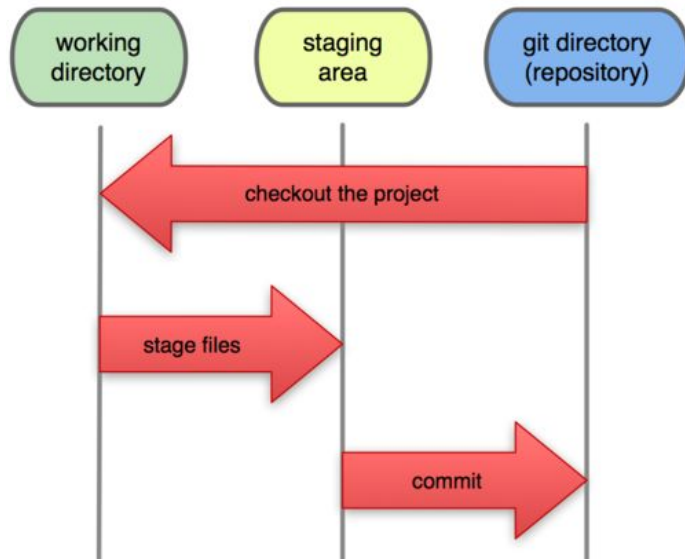 working
directory
staging
area
git directory
(repository)
checkout the project
stage files
commit